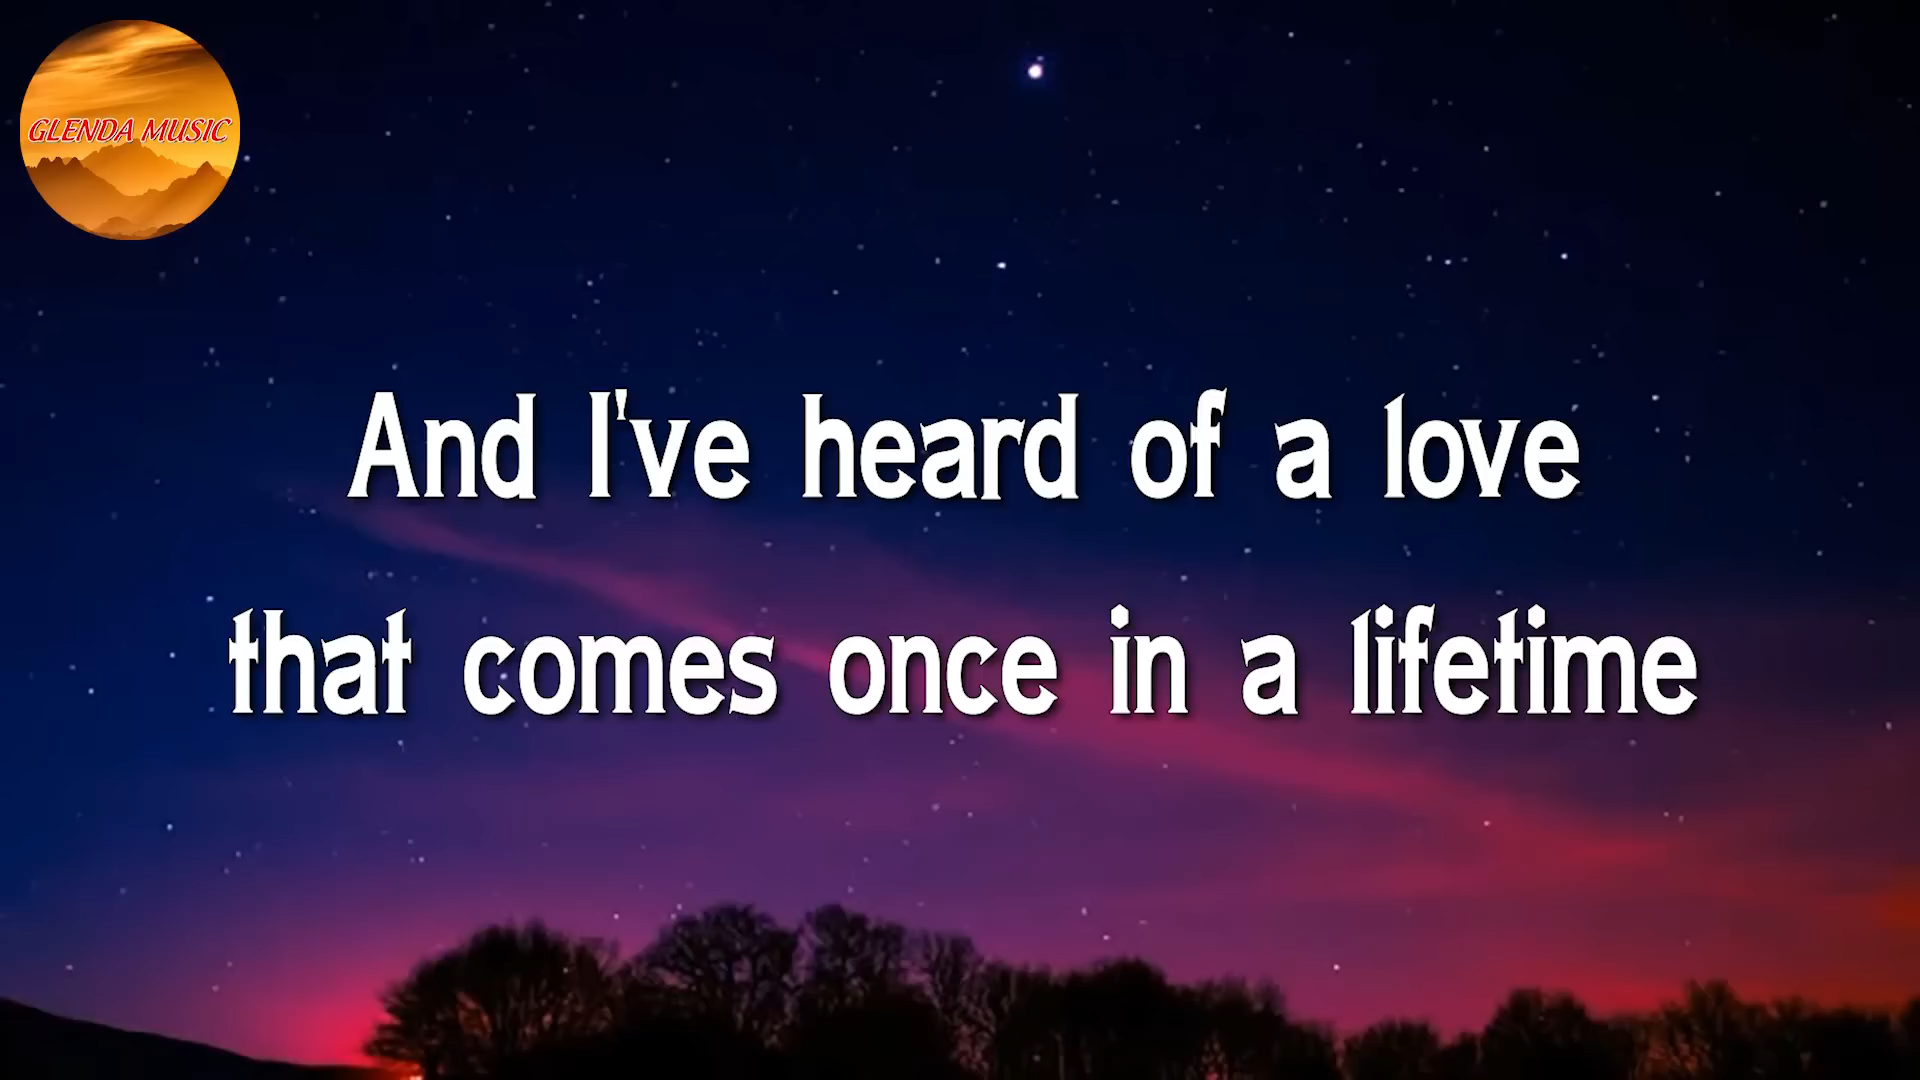 GLENDA MUSIC
And I've heard of a love
that comes once in a lifetime